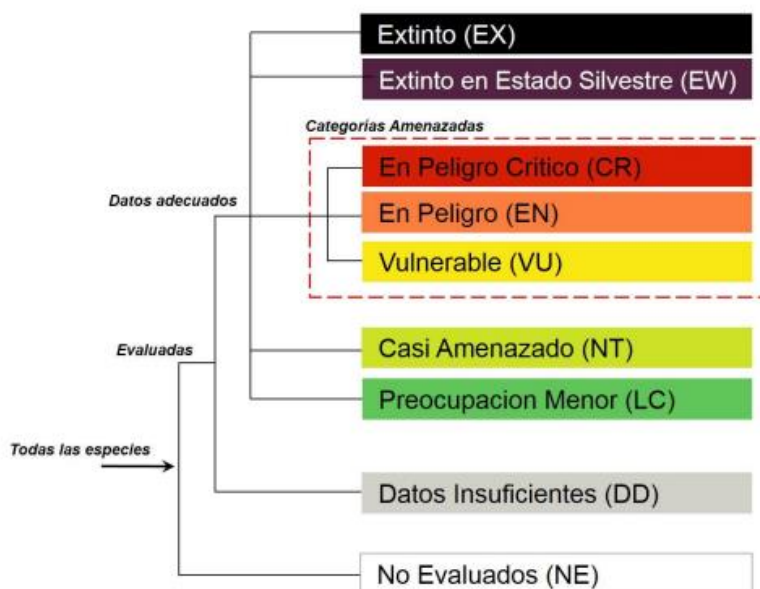 Extinto (EX)
Extinto en Estado Silvestre (EW)
Categorías Amenazadas
En Peligro Critico (CR)
Datos adecuados
En Peligro (EN)
Vulnerable (VU)
Evaluadas
Casi Amenazado (NT)
Preocupacion Menor (LC)
Todas las especies
Datos Insuficientes (DD)
No Evaluados (NE)